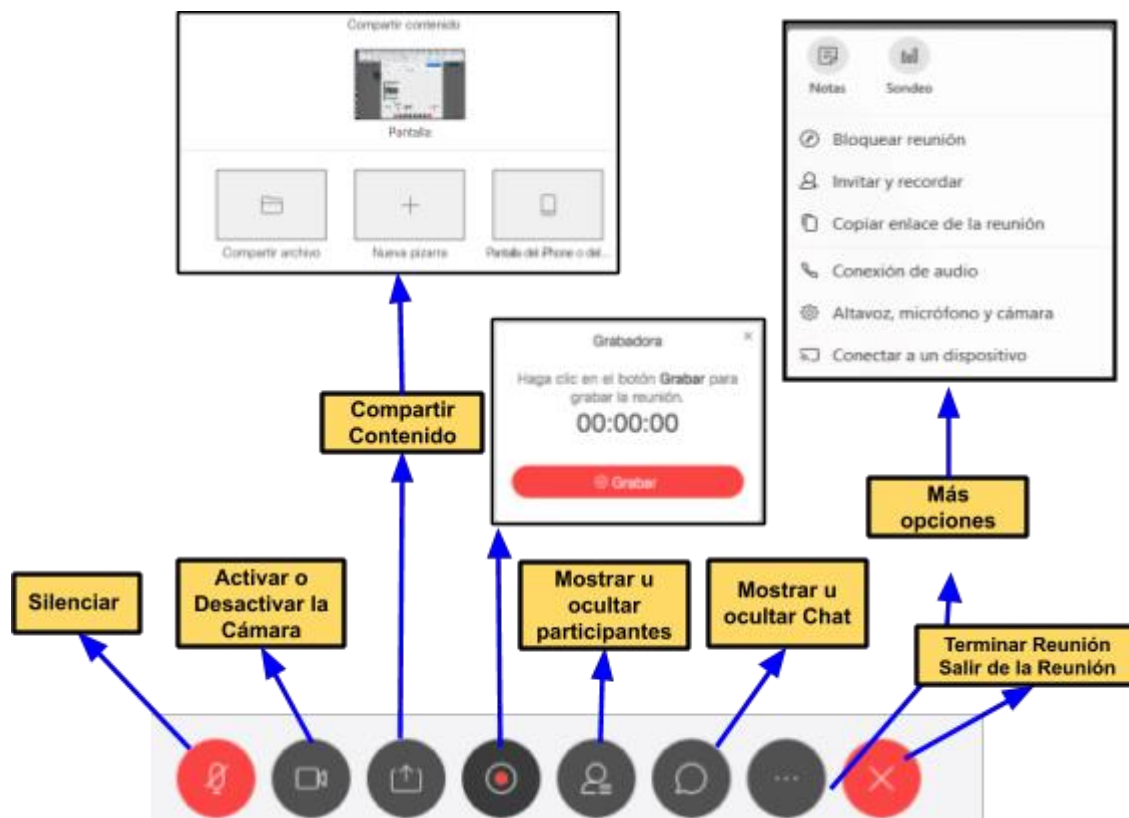 Compartir contenido
Pantalla
Compartir archivo
Nueva pizarra
Pantalla del iPhone o del...
Notas
Sondeo
Bloquear reunión
Invitar y recordar
Copiar enlace de la reunión
Conexión de audio
Altavoz, micrófono y cámara
Conectar a un dispositivo
Grabadora
Haga clic en el botón Grabar para
grabar la reunión.
00:00:00
Grabar
Compartir
Contenido
Más
opciones
Silenciar
Activar o
Desactivar la
Cámara
Mostrar u
ocultar
participantes
Mostrar u
ocultar Chat
Terminar Reunión
Salir de la Reunión